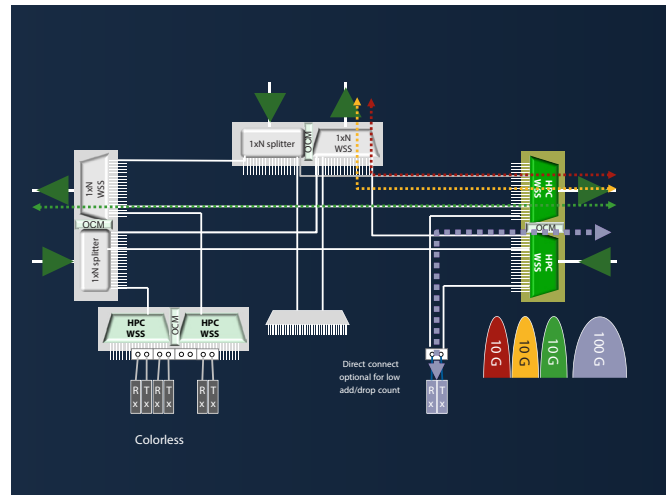 1xN splitter
OCM
1xN
WSS
1xN
WSS
OCM
1xN splitter
HPC
WSS
OCM
HPC
WSS
HPC
WSS
OCM
HPC
WSS
Direct connect
optional for low
add/drop count
10 G
10 G
10 G
100 G
R
x
T
x
R
x
T
x
R
x
T
x
R
x
T
x
Colorless